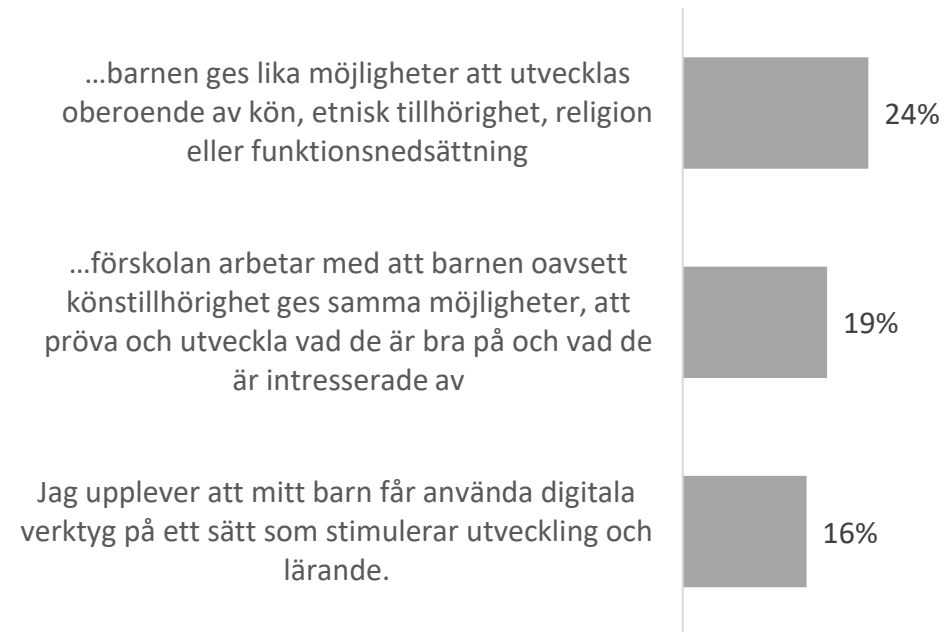 …barnen ges lika möjligheter att utvecklas
oberoende av kön, etnisk tillhörighet, religion
eller funktionsnedsättning
24%
…förskolan arbetar med att barnen oavsett
könstillhörighet ges samma möjligheter, att
pröva och utveckla vad de är bra på och vad de
är intresserade av
19%
Jag upplever att mitt barn får använda digitala
verktyg på ett sätt som stimulerar utveckling och
lärande.
16%